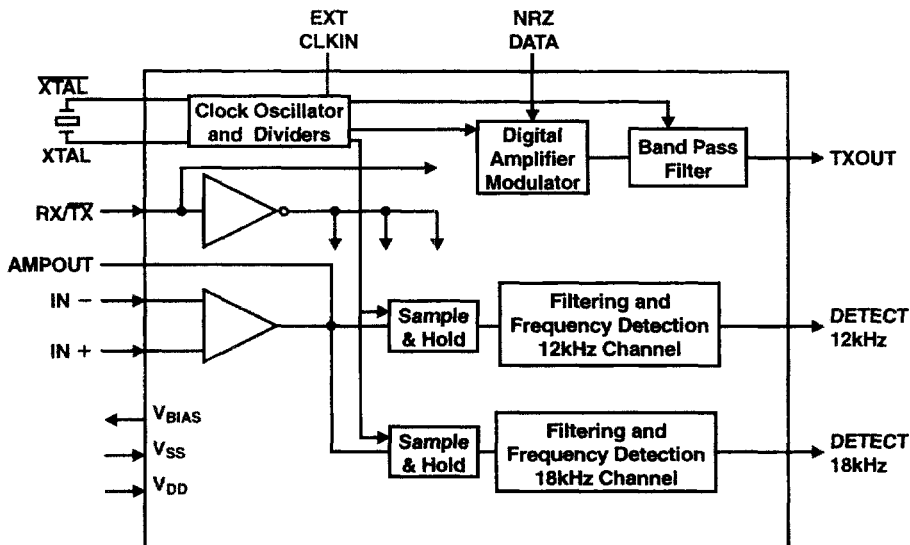 EXT
CLKIN
NRZ
DATA
XTAL
Clock Oscillator
and Dividers
XTAL
Digital
Amplifier
Modulator
Band Pass
Filter
TXOUT
RX/TX
AMPOUT
IN -
IN +
Sample
& Hold
Filtering and
Frequency Detection
12kHz Channel
DETECT
12kHz
VBIAS
VSS
VDD
Sample
& Hold
Filtering and
Frequency Detection
18kHz Channel
DETECT
18kHz